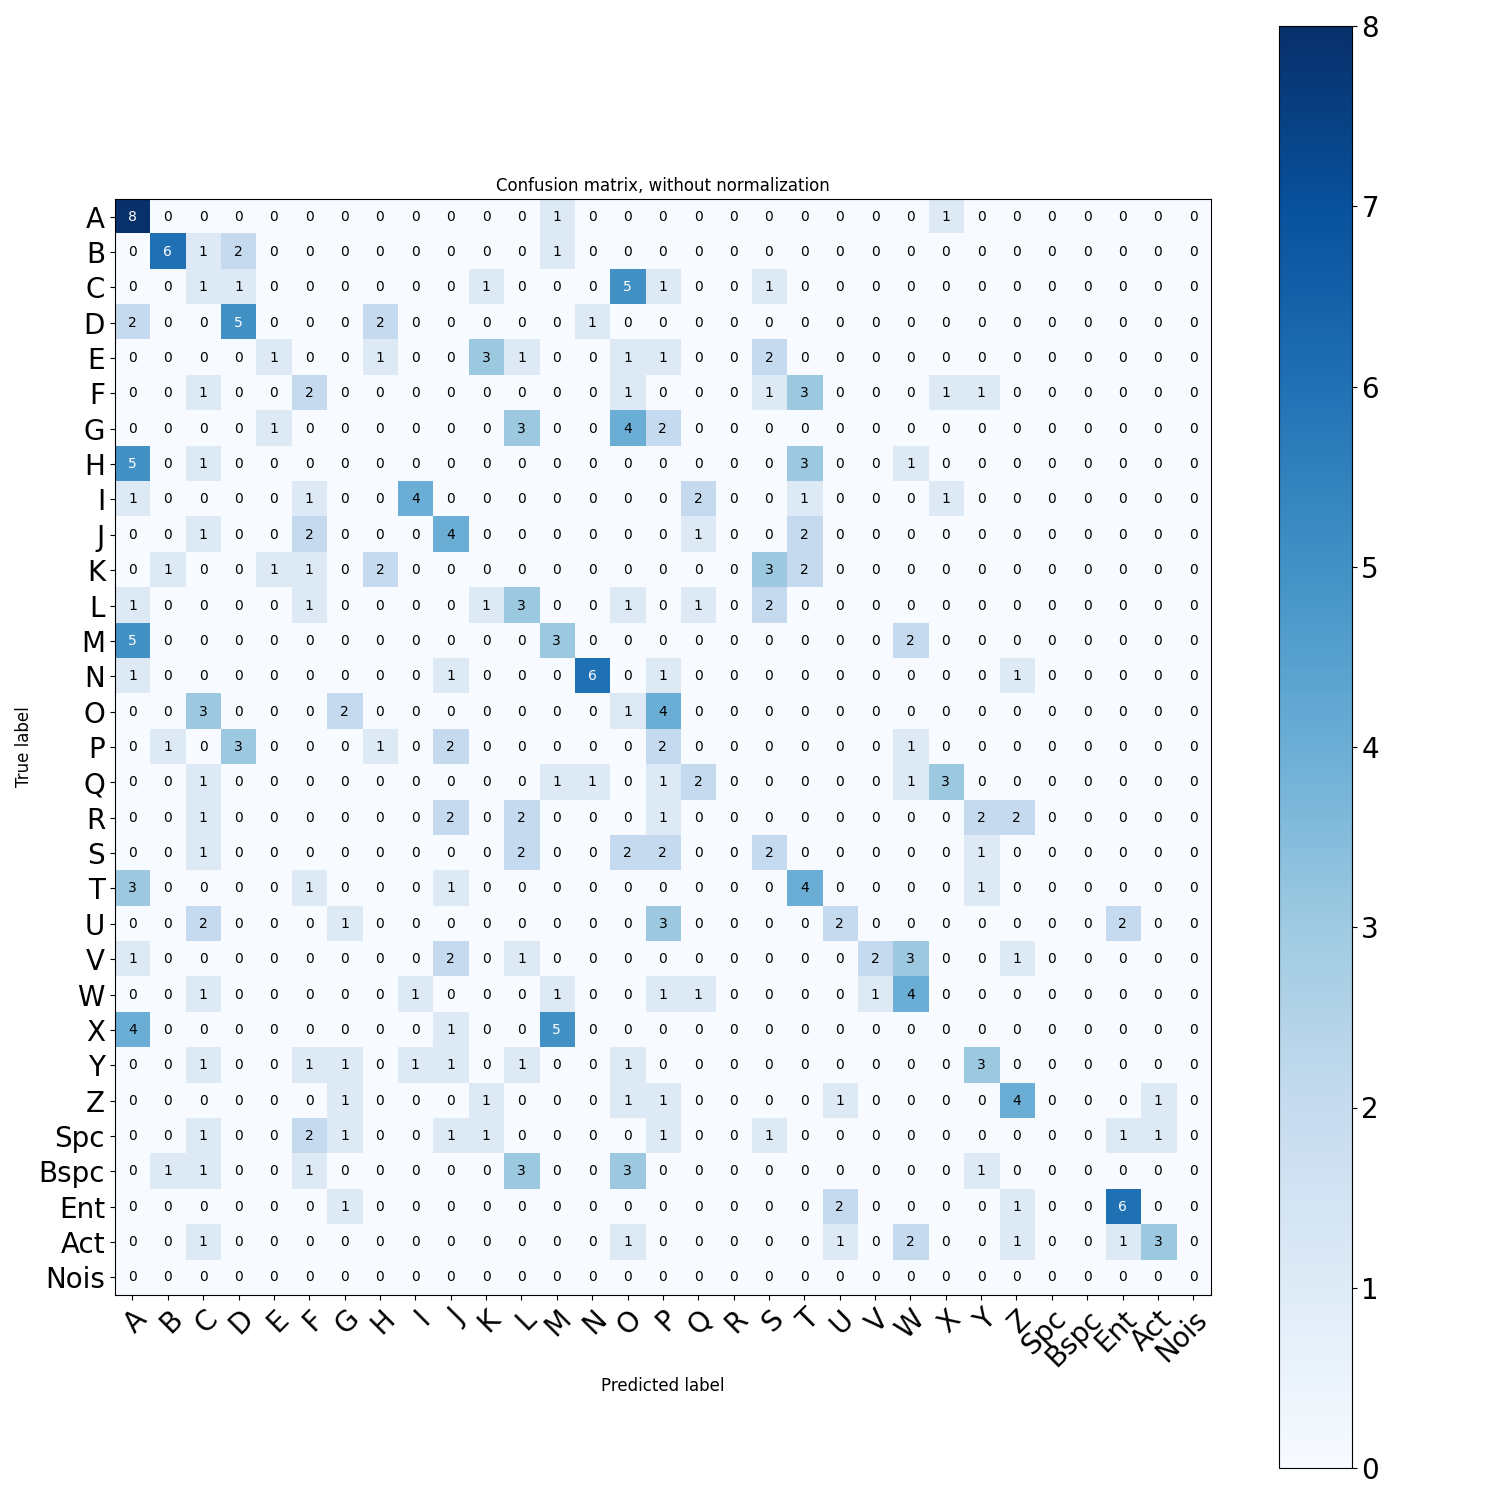 Confusion matrix, without normalization
True label
A 8 0 0 0 0 0 0 0 0 0 0 0 1 0 0 0 0 0 0 0 0 0 0 1 0 0 0 0 0 0 0
B 0 6 1 2 0 0 0 0 0 0 0 0 1 0 0 0 0 0 0 0 0 0 0 0 0 0 0 0 0 0 0
C 0 0 1 1 0 0 0 0 0 0 1 0 0 0 5 1 0 0 1 0 0 0 0 0 0 0 0 0 0 0 0
D 2 0 0 5 0 0 0 2 0 0 0 0 0 1 0 0 0 0 0 0 0 0 0 0 0 0 0 0 0 0 0
E 0 0 0 0 1 0 0 1 0 0 3 1 0 0 1 1 0 0 2 0 0 0 0 0 0 0 0 0 0 0 0
F 0 0 1 0 0 2 0 0 0 0 0 0 0 0 1 0 0 0 1 3 0 0 0 1 1 0 0 0 0 0 0
G 0 0 0 0 1 0 0 0 0 0 0 3 0 0 4 2 0 0 0 0 0 0 0 0 0 0 0 0 0 0 0
H 5 0 1 0 0 0 0 0 0 0 0 0 0 0 0 0 0 0 0 3 0 0 1 0 0 0 0 0 0 0 0
I 1 0 0 0 0 1 0 0 4 0 0 0 0 0 0 0 2 0 0 1 0 0 0 1 0 0 0 0 0 0 0
J 0 0 1 0 0 2 0 0 0 4 0 0 0 0 0 0 1 0 0 2 0 0 0 0 0 0 0 0 0 0 0
K 0 1 0 0 1 1 0 2 0 0 0 0 0 0 0 0 0 0 3 2 0 0 0 0 0 0 0 0 0 0 0
L 1 0 0 0 0 1 0 0 0 0 1 3 0 0 1 0 1 0 2 0 0 0 0 0 0 0 0 0 0 0 0
M 5 0 0 0 0 0 0 0 0 0 0 0 3 0 0 0 0 0 0 0 0 0 2 0 0 0 0 0 0 0 0
N 1 0 0 0 0 0 0 0 0 1 0 0 0 6 0 1 0 0 0 0 0 0 0 0 0 1 0 0 0 0 0
O 0 0 3 0 0 0 2 0 0 0 0 0 0 0 1 4 0 0 0 0 0 0 0 0 0 0 0 0 0 0 0
P 0 1 0 3 0 0 0 1 0 2 0 0 0 0 0 2 0 0 0 0 0 0 1 0 0 0 0 0 0 0 0
Q 0 0 1 0 0 0 0 0 0 0 0 0 1 1 0 1 2 0 0 0 0 0 1 3 0 0 0 0 0 0 0
R 0 0 1 0 0 0 0 0 0 2 0 2 0 0 0 1 0 0 0 0 0 0 0 0 2 2 0 0 0 0 0
S 0 0 1 0 0 0 0 0 0 0 0 2 0 0 2 2 0 0 2 0 0 0 0 0 1 0 0 0 0 0 0
T 3 0 0 0 0 1 0 0 0 1 0 0 0 0 0 0 0 0 0 4 0 0 0 0 1 0 0 0 0 0 0
U 0 0 2 0 0 0 1 0 0 0 0 0 0 0 0 3 0 0 0 0 2 0 0 0 0 0 0 0 2 0 0
V 1 0 0 0 0 0 0 0 0 2 0 1 0 0 0 0 0 0 0 0 0 2 3 0 0 1 0 0 0 0 0
W 0 0 1 0 0 0 0 0 1 0 0 0 1 0 0 1 1 0 0 0 0 1 4 0 0 0 0 0 0 0 0
X 4 0 0 0 0 0 0 0 0 1 0 0 5 0 0 0 0 0 0 0 0 0 0 0 0 0 0 0 0 0 0
Y 0 0 1 0 0 1 1 0 1 1 0 1 0 0 1 0 0 0 0 0 0 0 0 0 3 0 0 0 0 0 0
Z 0 0 0 0 0 0 1 0 0 0 1 0 0 0 1 1 0 0 0 0 1 0 0 0 0 4 0 0 0 1 0
Spc 0 0 1 0 0 2 1 0 0 1 1 0 0 0 0 1 0 0 1 0 0 0 0 0 0 0 0 0 1 1 0
Bspc 0 1 1 0 0 1 0 0 0 0 0 3 0 0 3 0 0 0 0 0 0 0 0 0 1 0 0 0 0 0 0
Ent 0 0 0 0 0 0 1 0 0 0 0 0 0 0 0 0 0 0 0 0 2 0 0 0 0 1 0 0 6 0 0
Act 0 0 1 0 0 0 0 0 0 0 0 0 0 0 1 0 0 0 0 0 1 0 2 0 0 1 0 0 1 3 0
Nois 0 0 0 0 0 0 0 0 0 0 0 0 0 0 0 0 0 0 0 0 0 0 0 0 0 0 0 0 0 0 0
A B C D E F G H I J K L M N O P Q R S T U V W X Y Z Spc Bspc Ent Act Nois
Predicted label
8
7
6
5
4
3
2
1
0